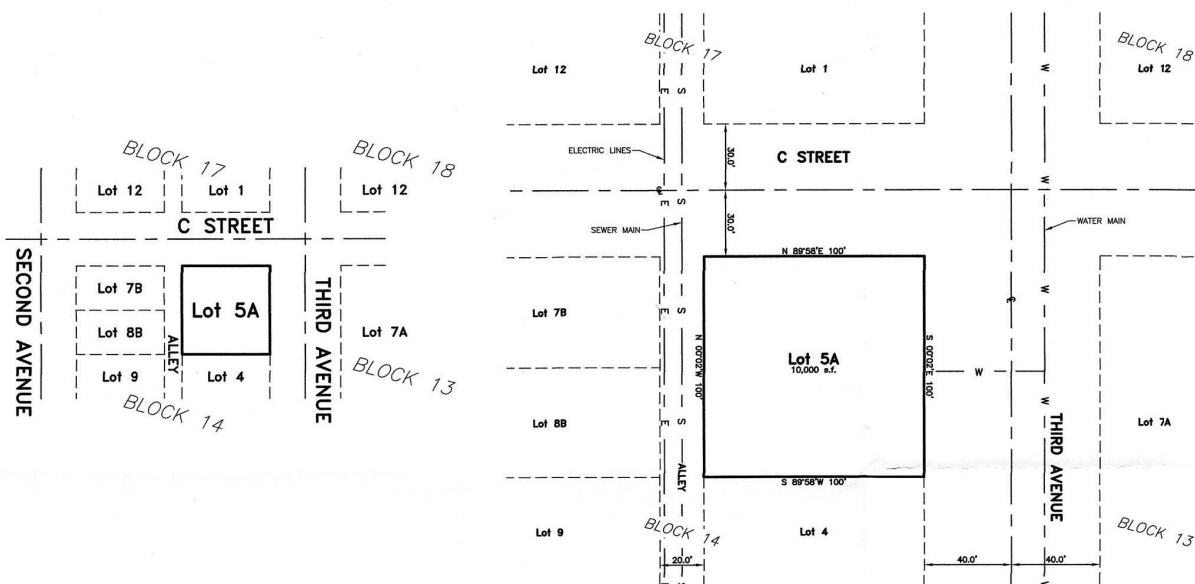 BLOCK 17
BLOCK 18
Lot 12
Lot 1
Lot 12
C STREET
SECOND AVENUE
Lot 7B
Lot 8B
Lot 5A
THIRD AVENUE
Lot 7A
ALLEY
Lot 9
Lot 4
BLOCK 13
BLOCK 14
BLOCK 17
BLOCK 18
Lot 12
Lot 1
Lot 12
E S
W
ELECTRIC LINES
30.0'
C STREET
W
℄
E S
W
SEWER MAIN
30.0'
WATER MAIN
N 89°58'E 100'
W
℄
Lot 7B
E S
W
N 00°02'W 100'
Lot 5A
10,000 s.f.
S 00°02'E 100'
W
W
Lot 8B
E S
Lot 7A
ALLEY
THIRD AVENUE
S 89°58'W 100'
Lot 9
BLOCK 14
Lot 4
BLOCK 13
20.0'
40.0'
40.0'
E S
W